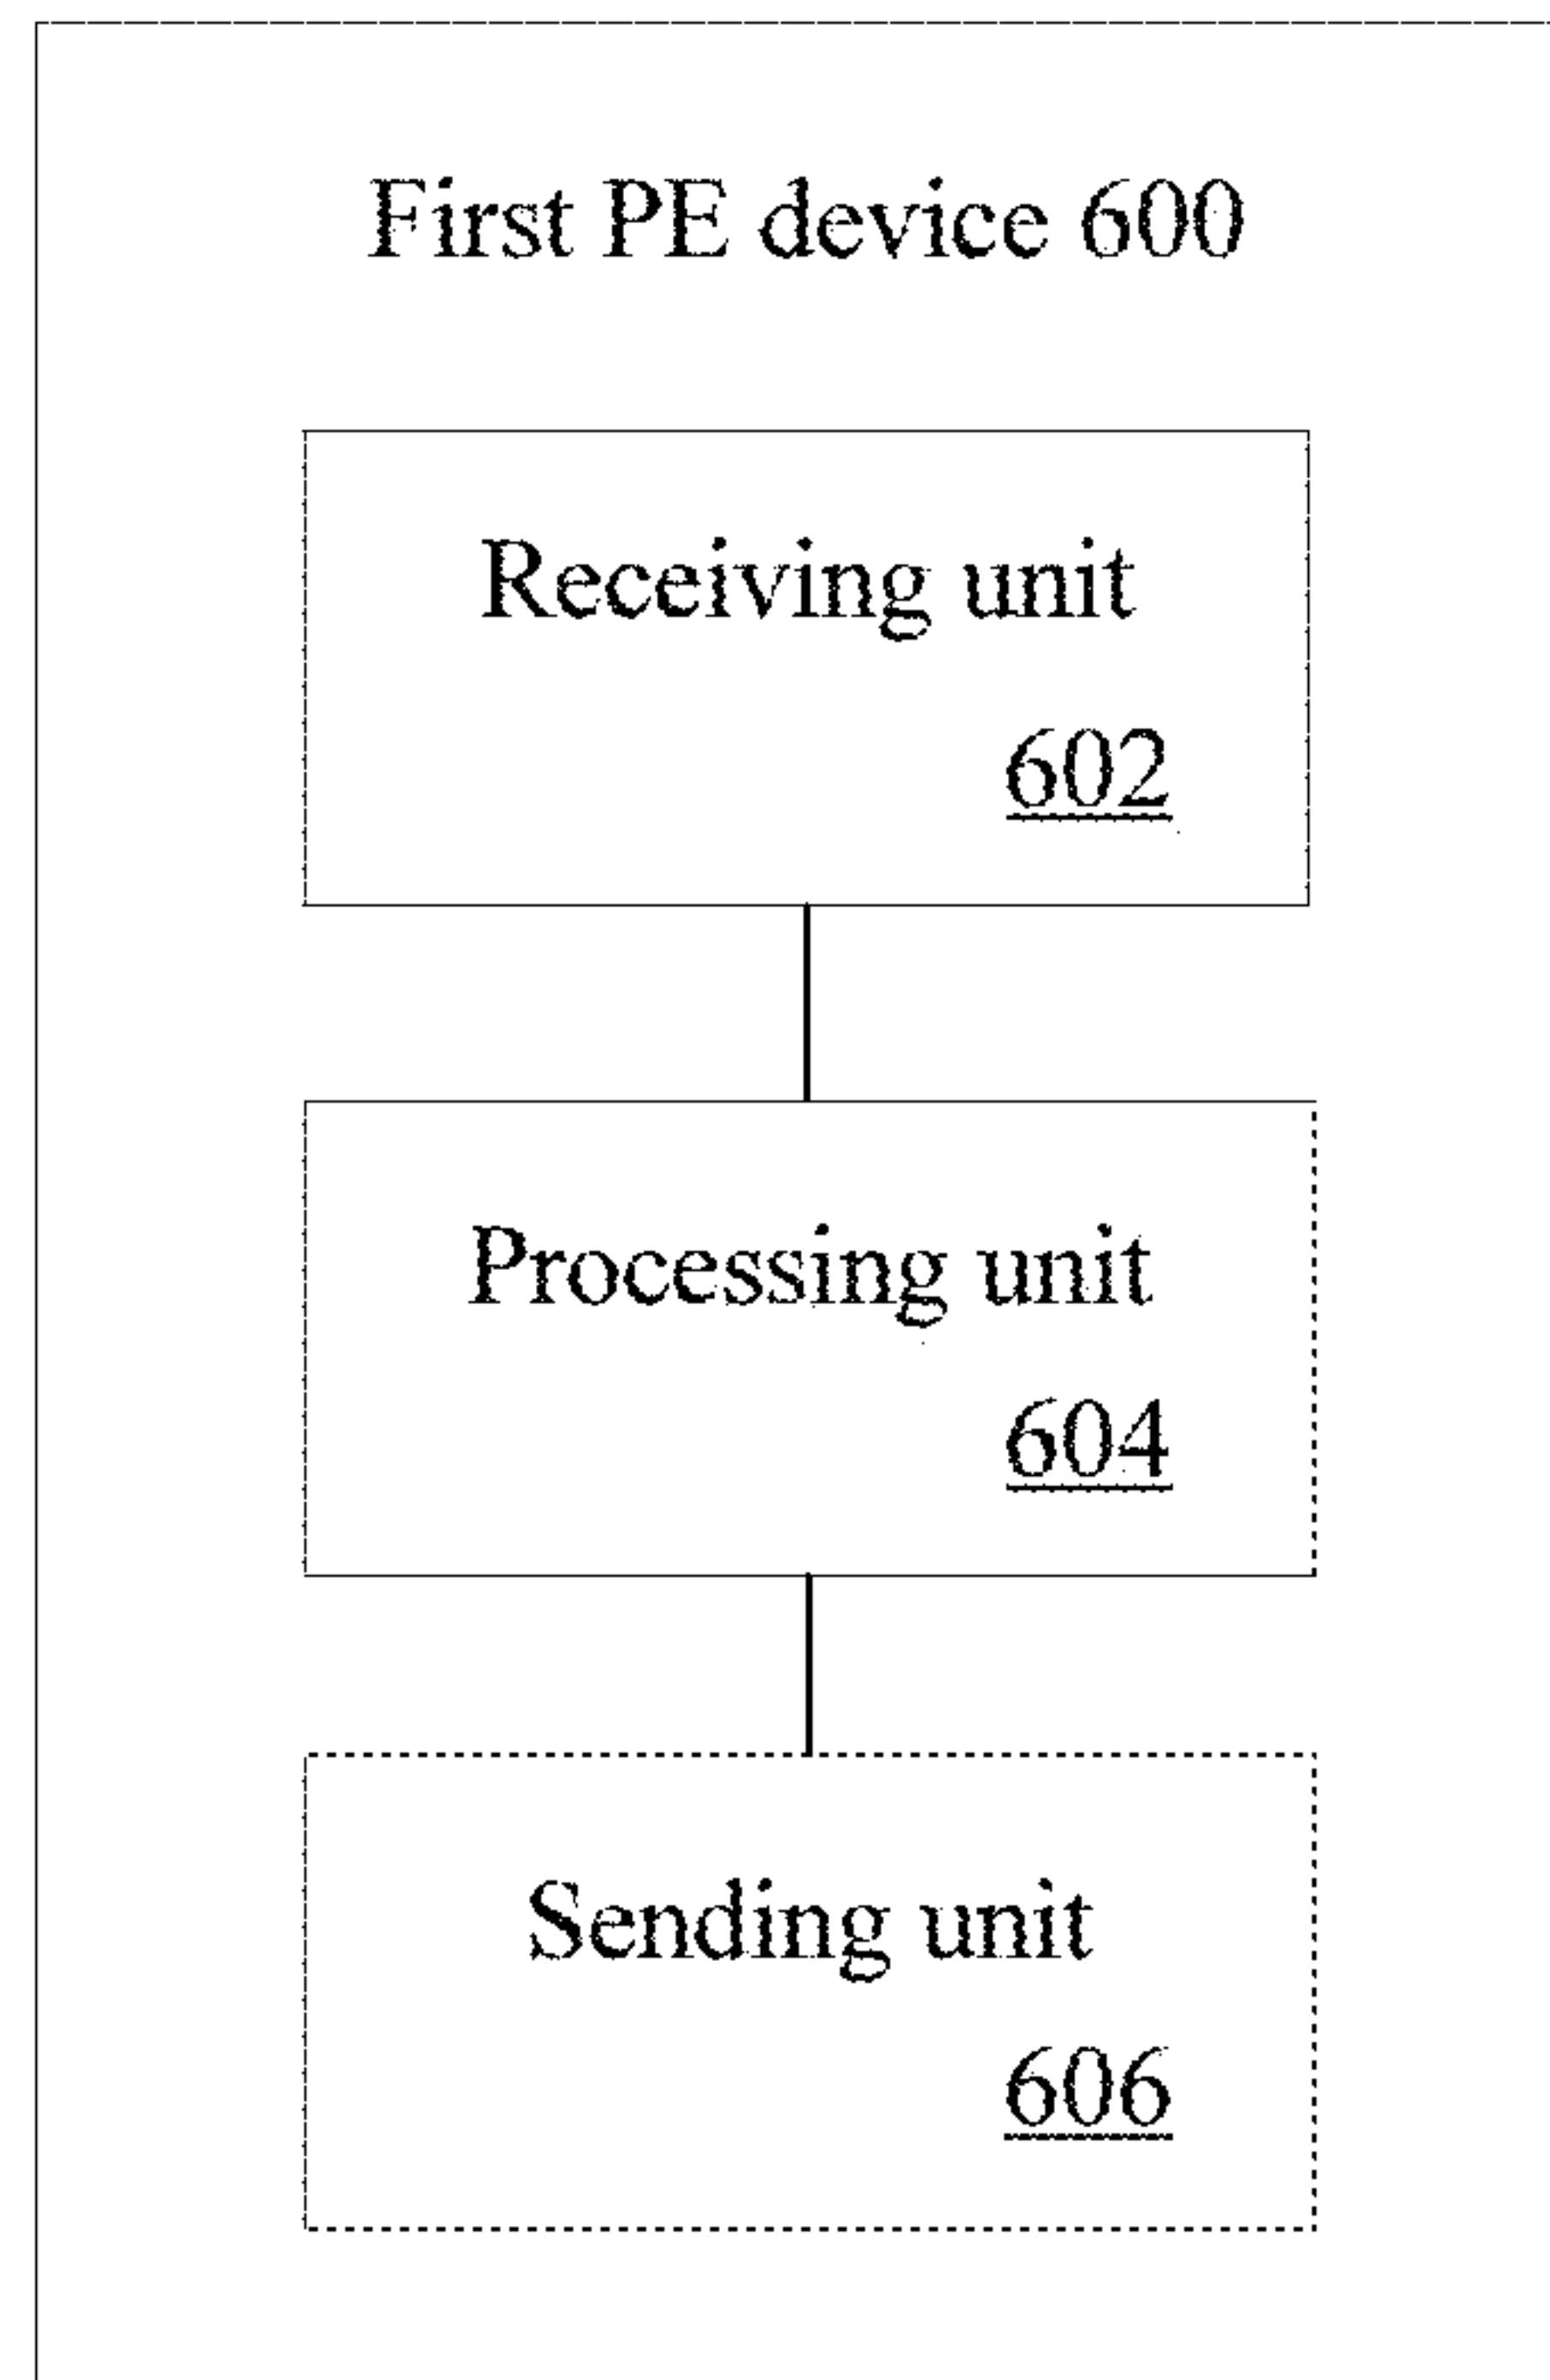 First PE device 600
Receiving unit
602
Processing unit
604
Sending unit
606